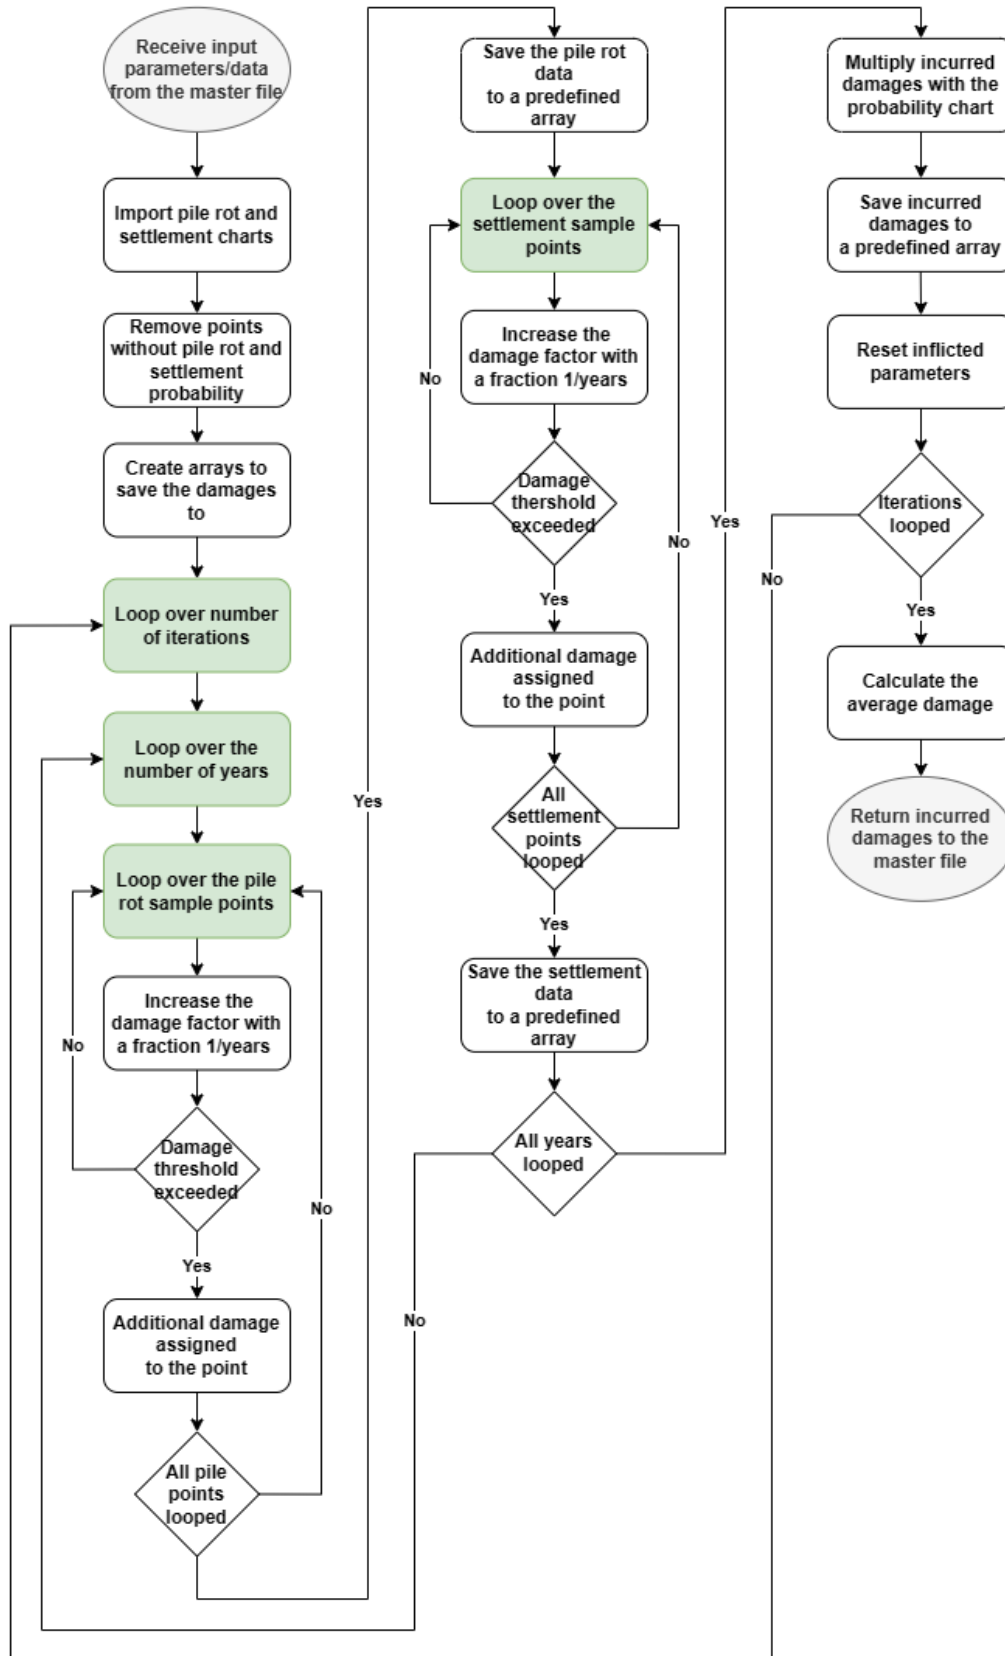 Receive input
parameters/data
from the master file
Import pile rot and
settlement charts
Remove points
without pile rot and
settlement
probability
Create arrays to
save the damages
to
Loop over number
of iterations
Loop over the
number of years
Loop over the pile
rot sample points
Increase the
damage factor with
a fraction 1/years
No
Damage
threshold
exceeded
No
Yes
Additional damage
assigned
to the point
All pile
points
looped
Yes
Save the pile rot
data
to a predefined
array
Loop over the
settlement sample
points
Increase the
damage factor with
a fraction 1/years
No
Damage
thershold
exceeded
No
Yes
Additional damage
assigned
to the point
All
settlement
points
looped
Yes
Save the settlement
data
to a predefined
array
All years
looped
No
Yes
Multiply incurred
damages with the
probability chart
Save incurred
damages to
a predefined array
Reset inflicted
parameters
Iterations
looped
No
Yes
Calculate the
average damage
Return incurred
damages to the
master file